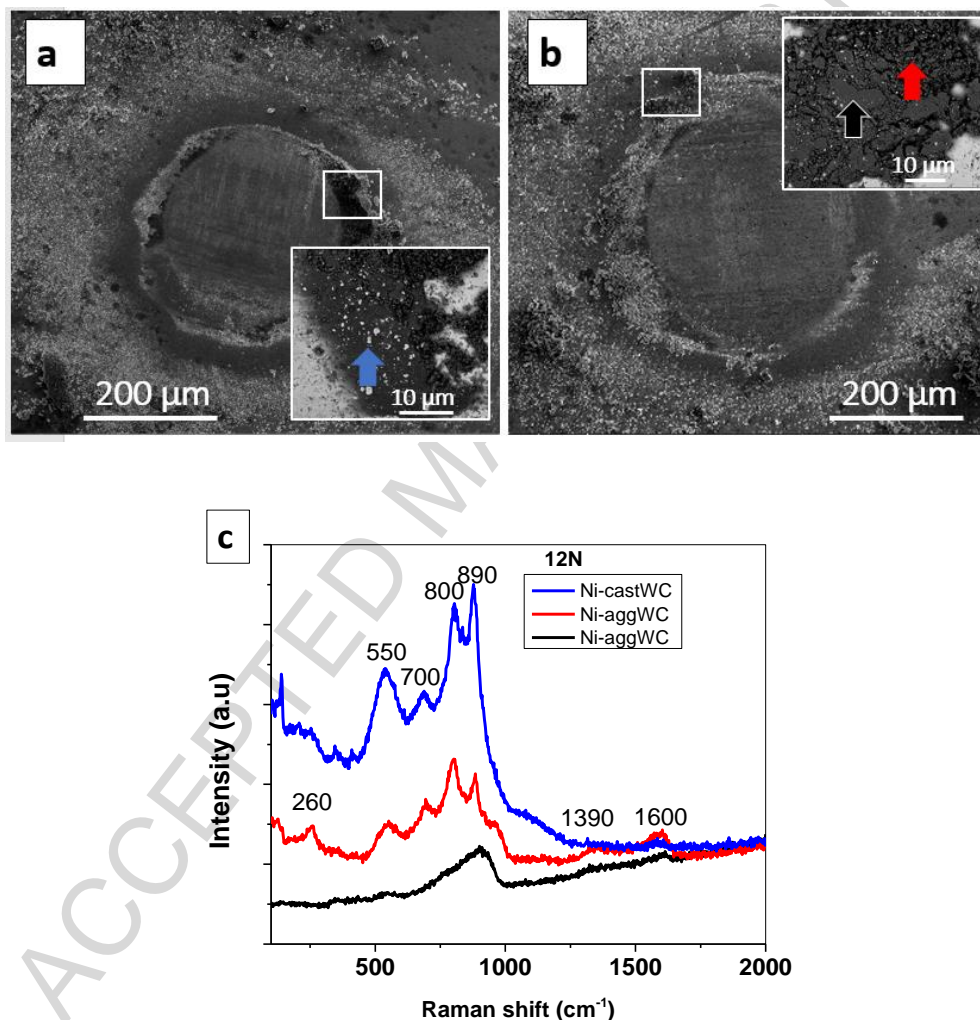 a
b
10 µm
200 µm
10 µm
200 µm
ACCEPTED MA
c
12N
Ni-castWC
Ni-aggWC
Ni-aggWC
890
800
550
700
260
1390
1600
Intensity (a.u)
500
1000
1500
2000
Raman shift (cm⁻¹)